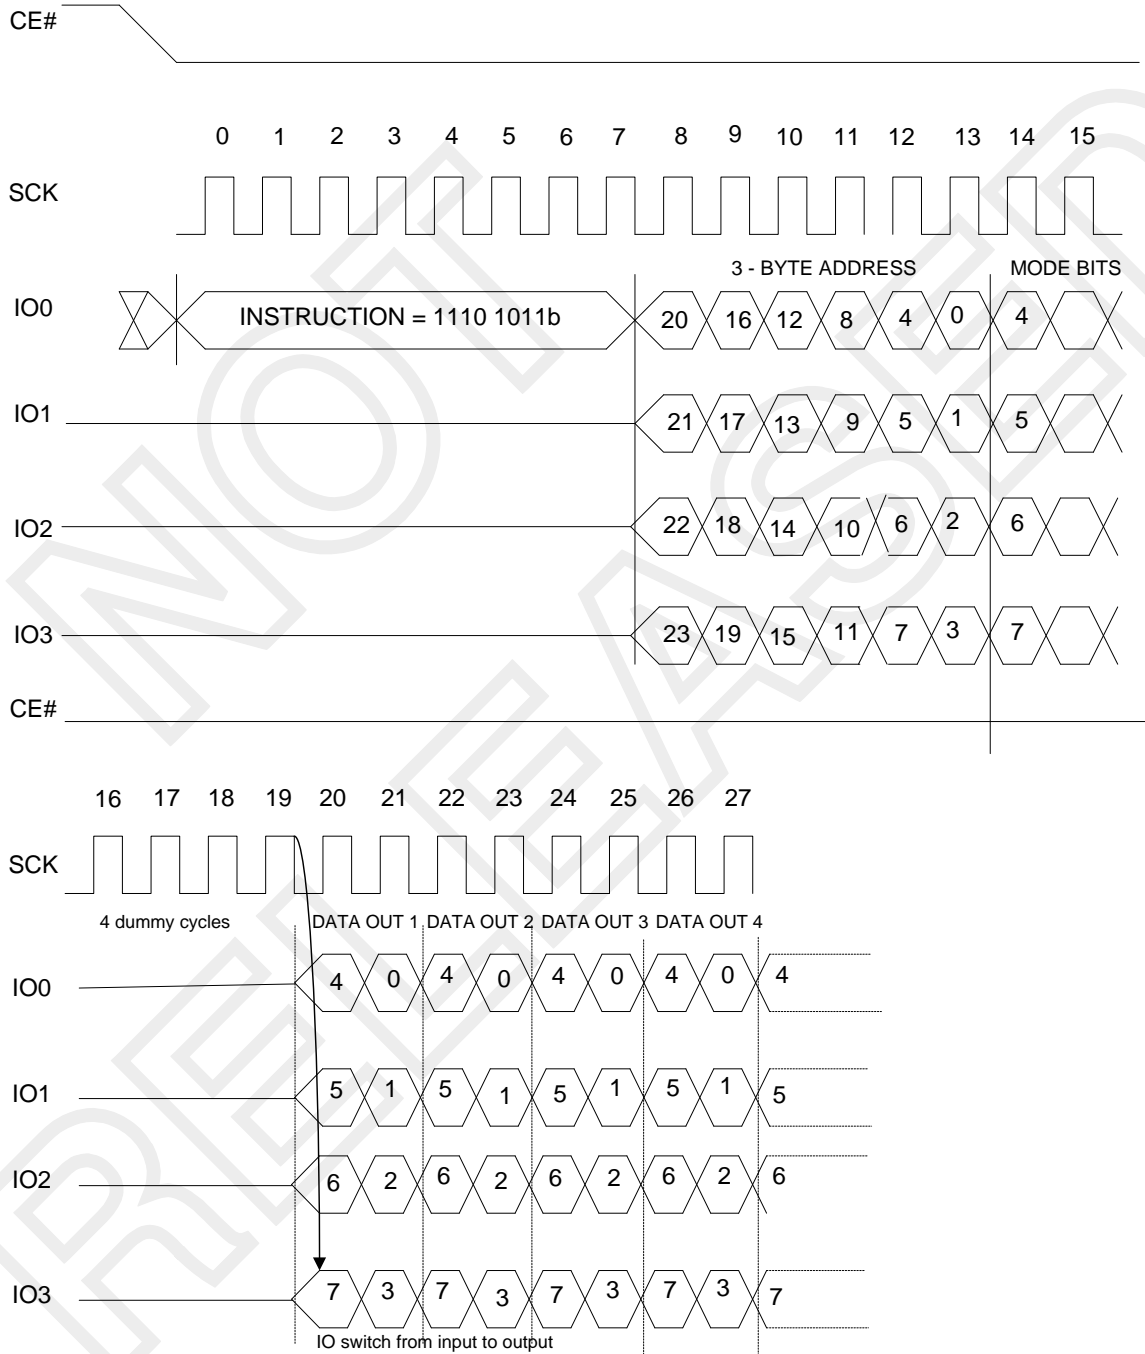 CE#
0 1 2 3 4 5 6 7 8 9 10 11 12 13 14 15
SCK
3 - BYTE ADDRESS MODE BITS
IO0 INSTRUCTION = 1110 1011b 20 16 12 8 4 0 4
IO1 21 17 13 9 5 1 5
IO2 22 18 14 10 6 2 6
IO3 23 19 15 11 7 3 7
CE#
16 17 18 19 20 21 22 23 24 25 26 27
SCK
4 dummy cycles DATA OUT 1 DATA OUT 2 DATA OUT 3 DATA OUT 4
IO0 4 0 4 0 4 0 4 0 4
IO1 5 1 5 1 5 1 5 1 5
IO2 6 2 6 2 6 2 6 2 6
IO3 7 3 7 3 7 3 7 3 7
IO switch from input to output
NOT
RELEASED